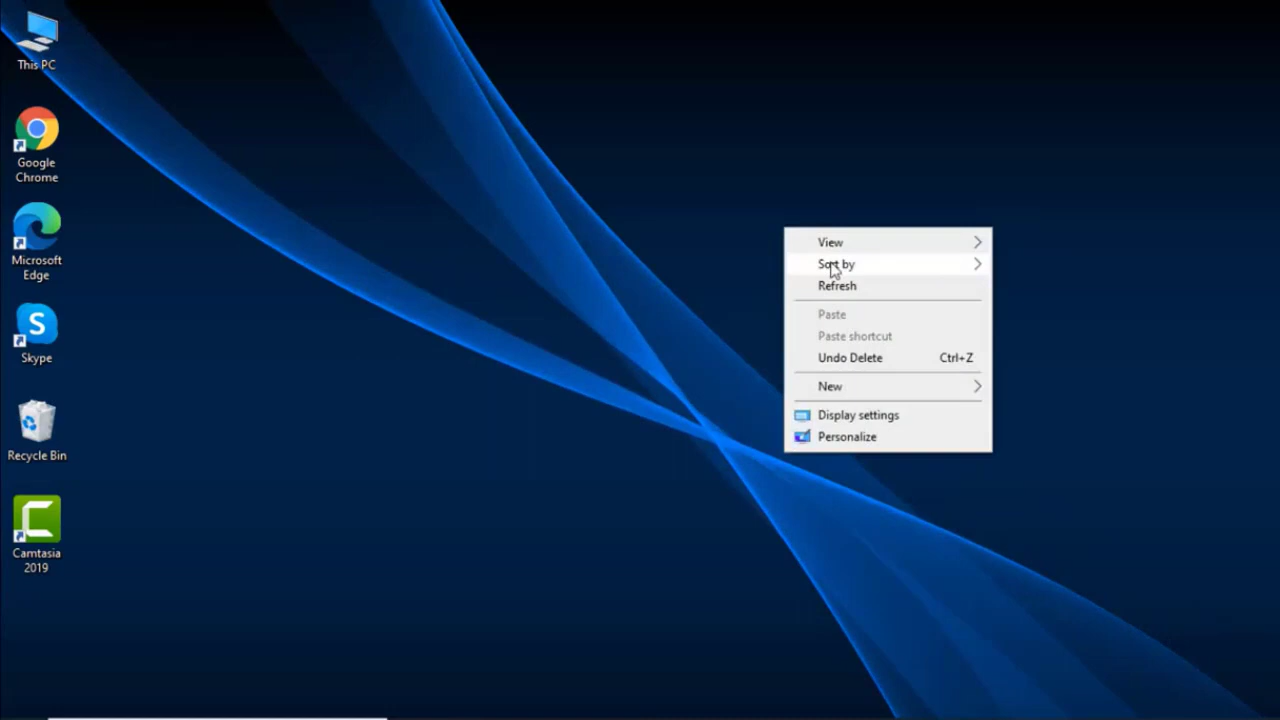 This PC
Google
Chrome
Microsoft
Edge
S
Skype
Recycle Bin
Camtasia
2019
View
Sort by
Refresh
Paste
Paste shortcut
Undo Delete Ctrl+Z
New
Display settings
Personalize